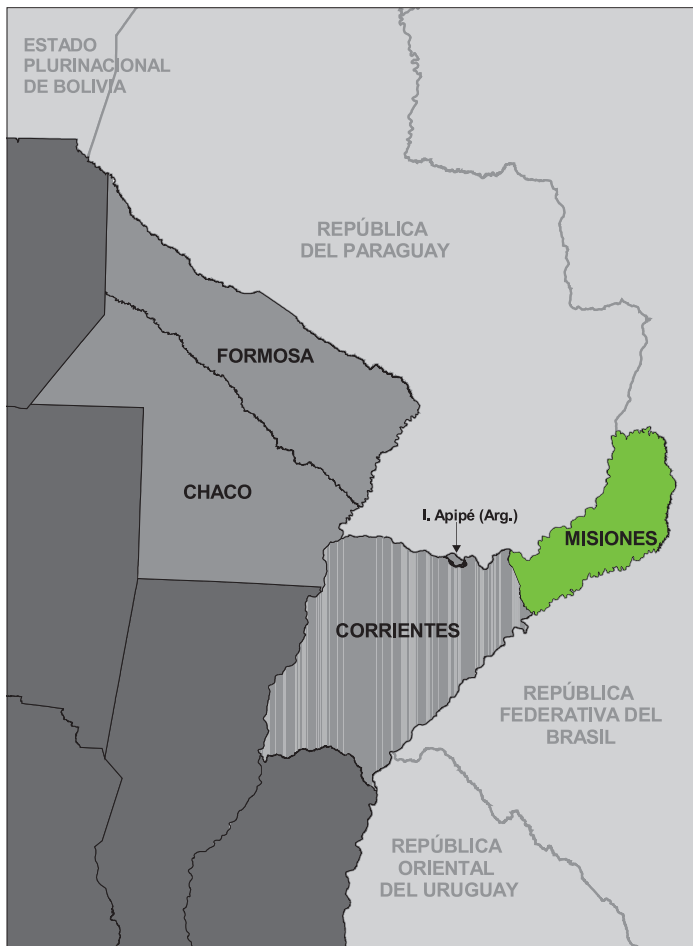 ESTADO
PLURINACIONAL
DE BOLIVIA
REPÚBLICA
DEL PARAGUAY
FORMOSA
CHACO
I. Apipé (Arg.)
MISIONES
CORRIENTES
REPÚBLICA
FEDERATIVA DEL
BRASIL
REPÚBLICA
ORIENTAL
DEL URUGUAY